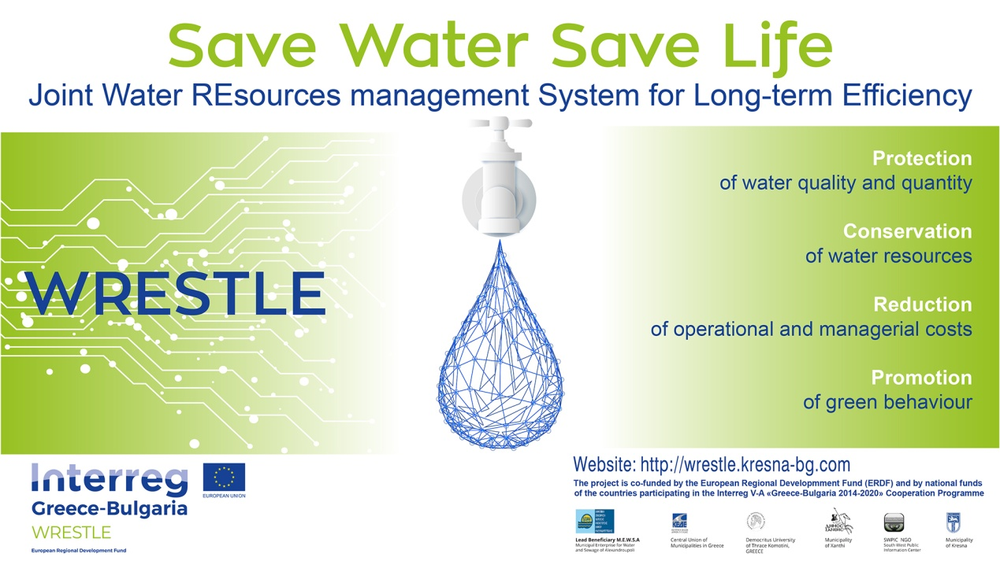 Save Water Save Life
Joint Water REsources management System for Long-term Efficiency
WRESTLE
Protection
of water quality and quantity
Conservation
of water resources
Reduction
of operational and managerial costs
Promotion
of green behaviour
Interreg
EUROPEAN UNION
Greece-Bulgaria
WRESTLE
European Regional Development Fund
Website: http://wrestle.kresna-bg.com
The project is co-funded by the European Regional Developmment Fund (ERDF) and by national funds
of the countries participating in the Interreg V-A «Greece-Bulgaria 2014-2020» Cooperation Programme
Lead Beneficiary M.E.W.S.A
Municipal Enterprise for Water
and Sewage of Alexandroupoli
ΚΕΔΕ
Central Union of
Municipalities in Greece
Democritus University
of Thrace Komotini,
GREECE
ΔΗΜΟΣ
ΞΑΝΘΗΣ
Municipality
of Xanthi
SWPIC NGO
South West Public
Information Center
Municipality
of Kresna